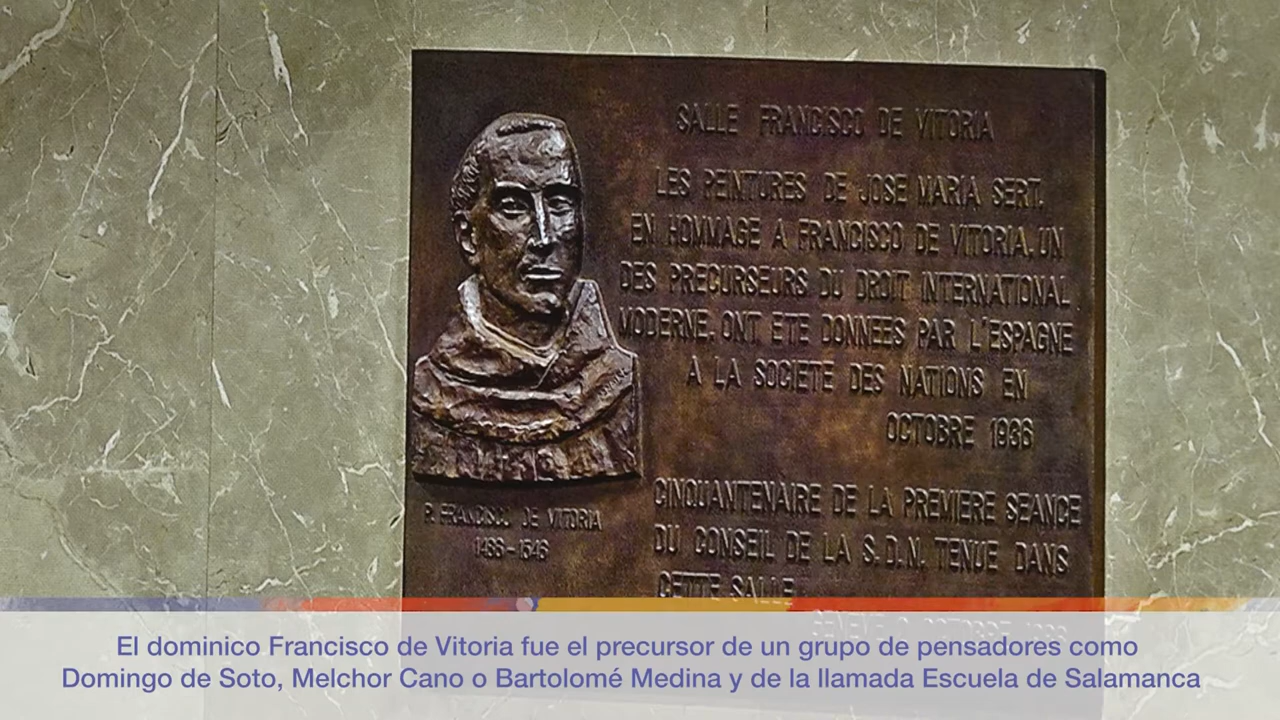 SALLE FRANCISCO DE VITORIA
LES PEINTURES DE JOSE MARIA SERT.
EN HOMMAGE A FRANCISCO DE VITORIA, UN
DES PRECURSEURS DU DROIT INTERNATIONAL
MODERNE, ONT ETE DONNEES PAR L'ESPAGNE
A LA SOCIETE DES NATIONS EN
OCTOBRE 1936
CINQUANTENAIRE DE LA PREMIERE SEANCE
DU CONSEIL DE LA S.D.N. TENUE DANS
CETTE SALLE
P. FRANCISCO DE VITORIA
1486-1546
El dominico Francisco de Vitoria fue el precursor de un grupo de pensadores como
Domingo de Soto, Melchor Cano o Bartolomé Medina y de la llamada Escuela de Salamanca